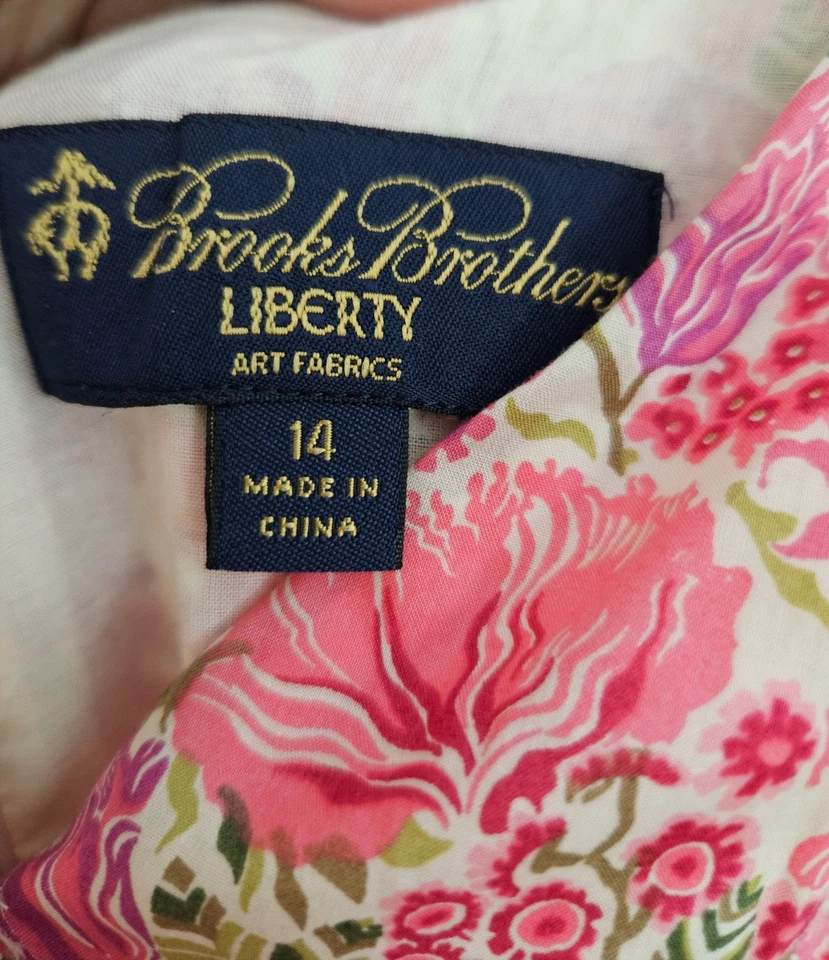 Brooks Brothers
LIBERTY
ART FABRICS
14
MADE IN
CHINA